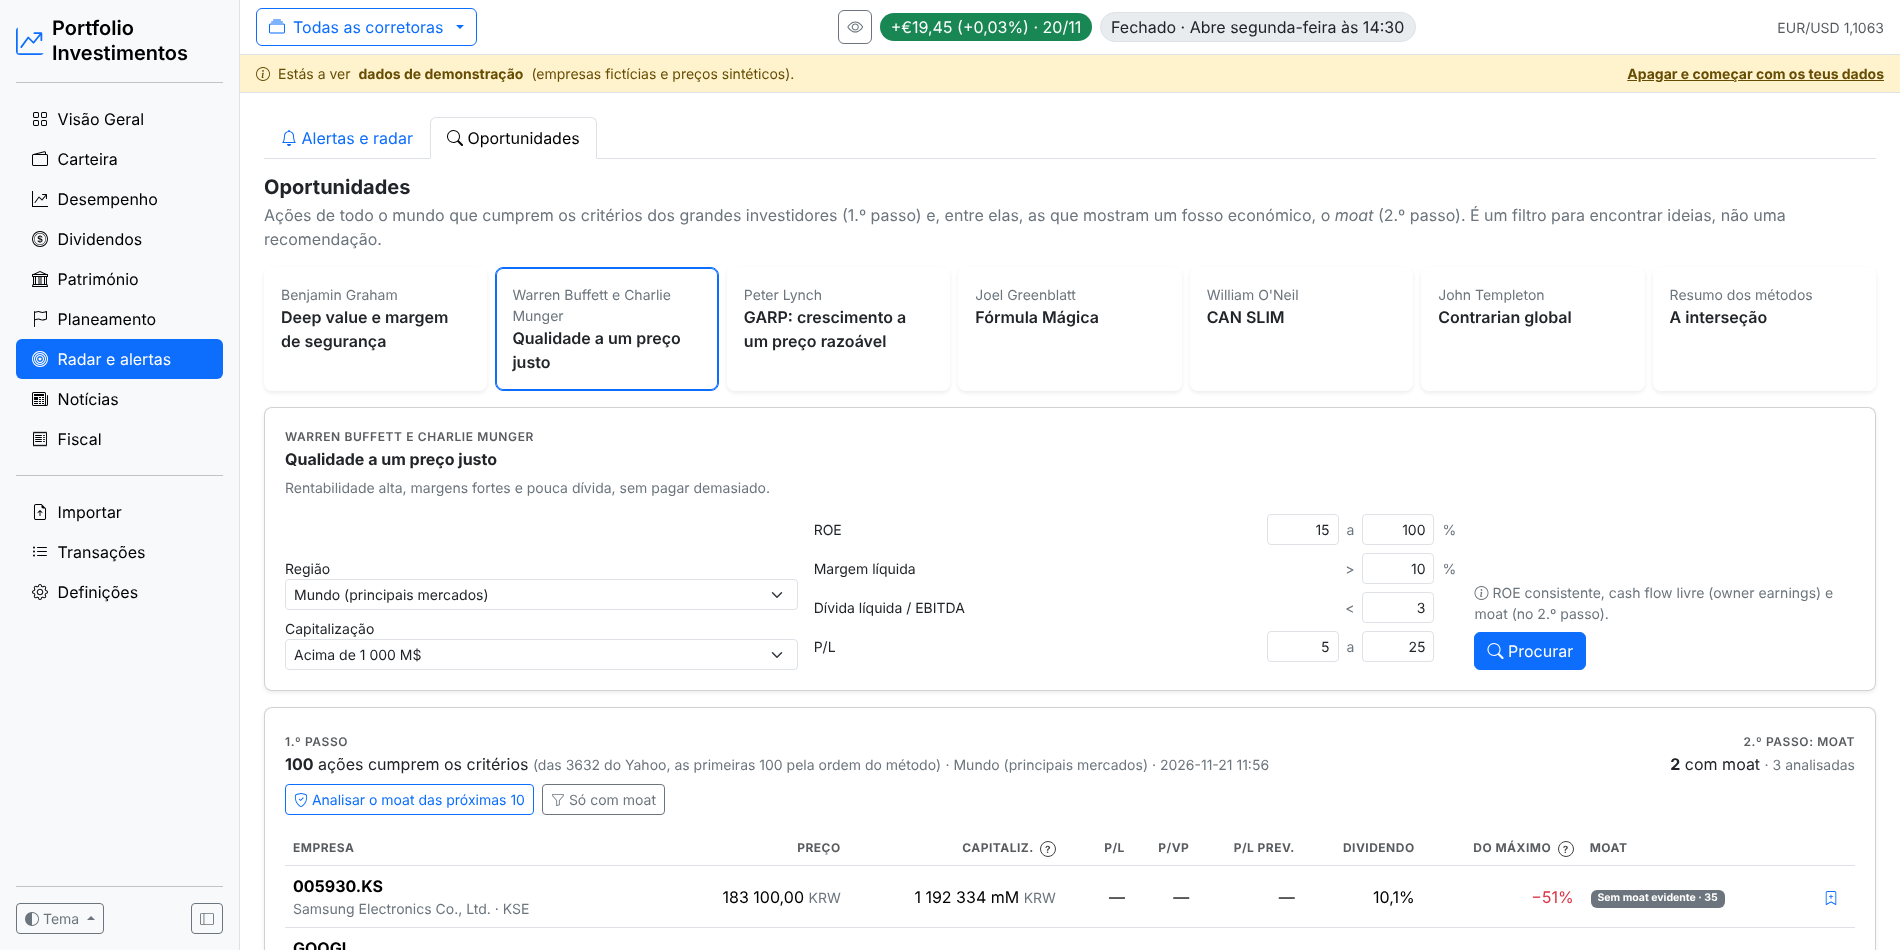 Portfolio
Investimentos
Visão Geral
Carteira
Desempenho
Dividendos
Património
Planeamento
Radar e alertas
Notícias
Fiscal
Importar
Transações
Definições
Tema
Todas as corretoras
+€19,45 (+0,03%) · 20/11
Fechado · Abre segunda-feira às 14:30
EUR/USD 1,1063
Estás a ver dados de demonstração (empresas fictícias e preços sintéticos).
Apagar e começar com os teus dados
Alertas e radar
Oportunidades
Oportunidades
Ações de todo o mundo que cumprem os critérios dos grandes investidores (1.º passo) e, entre elas, as que mostram um fosso económico, o moat (2.º passo). É um filtro para encontrar ideias, não uma
recomendação.
Benjamin Graham
Deep value e margem
de segurança
Warren Buffett e Charlie
Munger
Qualidade a um preço
justo
Peter Lynch
GARP: crescimento a
um preço razoável
Joel Greenblatt
Fórmula Mágica
William O'Neil
CAN SLIM
John Templeton
Contrarian global
Resumo dos métodos
A interseção
WARREN BUFFETT E CHARLIE MUNGER
Qualidade a um preço justo
Rentabilidade alta, margens fortes e pouca dívida, sem pagar demasiado.
Região
Mundo (principais mercados)
Capitalização
Acima de 1 000 M$
ROE 15 a 100 %
Margem líquida > 10 %
Dívida líquida / EBITDA < 3
P/L 5 a 25
ROE consistente, cash flow livre (owner earnings) e
moat (no 2.º passo).
Procurar
1.º PASSO
100 ações cumprem os critérios (das 3632 do Yahoo, as primeiras 100 pela ordem do método) · Mundo (principais mercados) · 2026-11-21 11:56
2.º PASSO: MOAT
2 com moat · 3 analisadas
Analisar o moat das próximas 10
Só com moat
EMPRESA PREÇO CAPITALIZ. ? P/L P/VP P/L PREV. DIVIDENDO DO MÁXIMO ? MOAT
005930.KS
Samsung Electronics Co., Ltd. · KSE
183 100,00 KRW 1 192 334 mM KRW — — — 10,1% −51% Sem moat evidente · 35
GOOGL